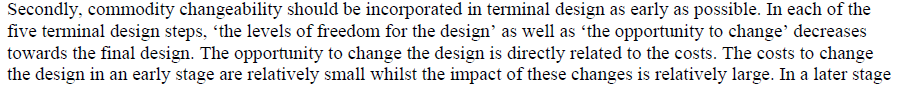 Secondly, commodity changeability should be incorporated in terminal design as early as possible. In each of the
five terminal design steps, ‘the levels of freedom for the design’ as well as ‘the opportunity to change’ decreases
towards the final design. The opportunity to change the design is directly related to the costs. The costs to change
the design in an early stage are relatively small whilst the impact of these changes is relatively large. In a later stage